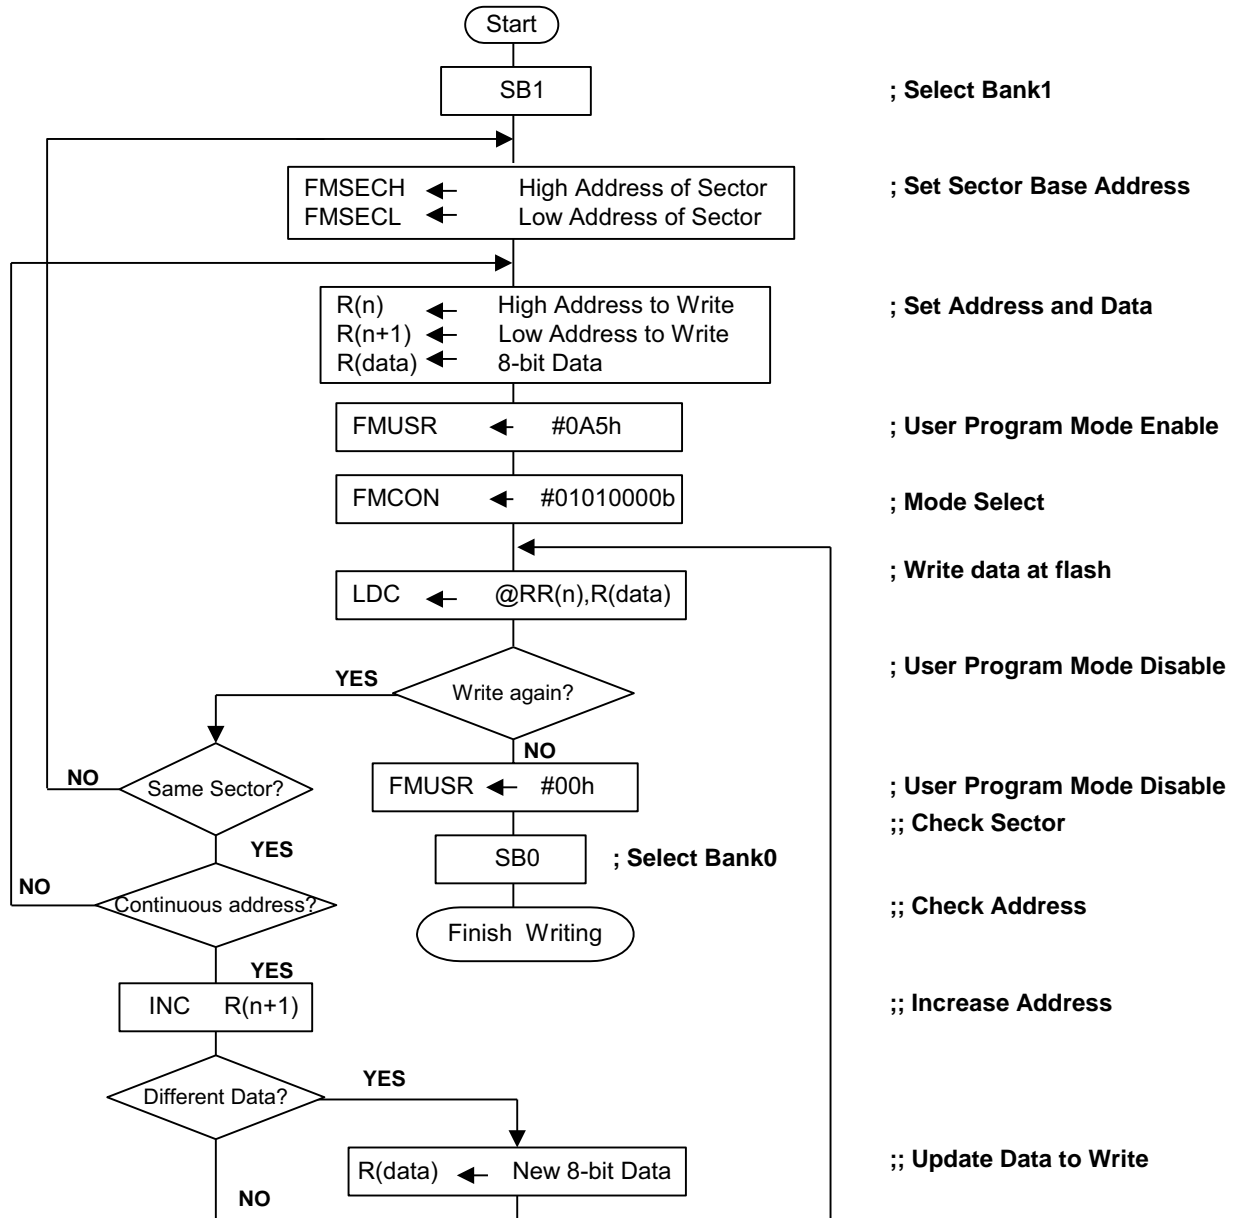 Start
SB1 ; Select Bank1
FMSECH High Address of Sector ; Set Sector Base Address
FMSECL Low Address of Sector
R(n) High Address to Write ; Set Address and Data
R(n+1) Low Address to Write
R(data) 8-bit Data
FMUSR #0A5h ; User Program Mode Enable
FMCON #01010000b ; Mode Select
; Write data at flash
LDC @RR(n),R(data)
; User Program Mode Disable
YES Write again?
NO
NO Same Sector? FMUSR #00h ; User Program Mode Disable
;; Check Sector
YES SB0 ; Select Bank0
NO Continuous address? ;; Check Address
Finish Writing
YES
INC R(n+1) ;; Increase Address
YES
Different Data?
R(data) New 8-bit Data ;; Update Data to Write
NO